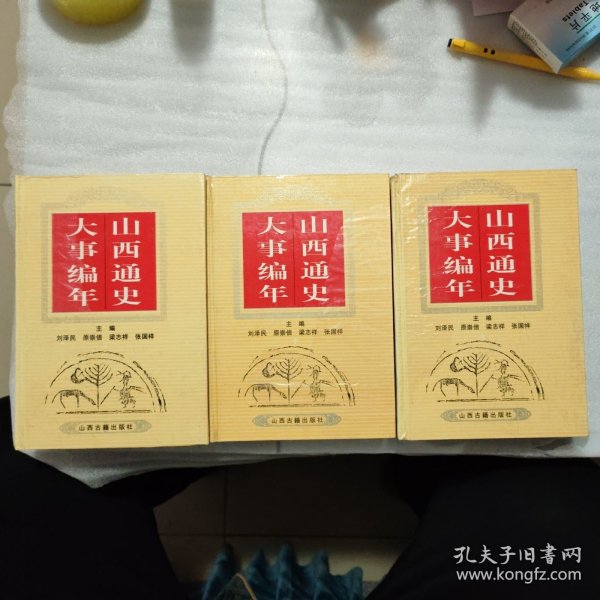 地平片
Tablets
山西通史
大事编年
主编
刘泽民 原崇信 梁志祥 张国祥
山西古籍出版社
山西通史
大事编年
主编
刘泽民 原崇信 梁志祥 张国祥
山西古籍出版社
山西通史
大事编年
主编
刘泽民 原崇信 梁志祥 张国祥
山西古籍出版社
孔夫子旧书网
www.kongfz.com